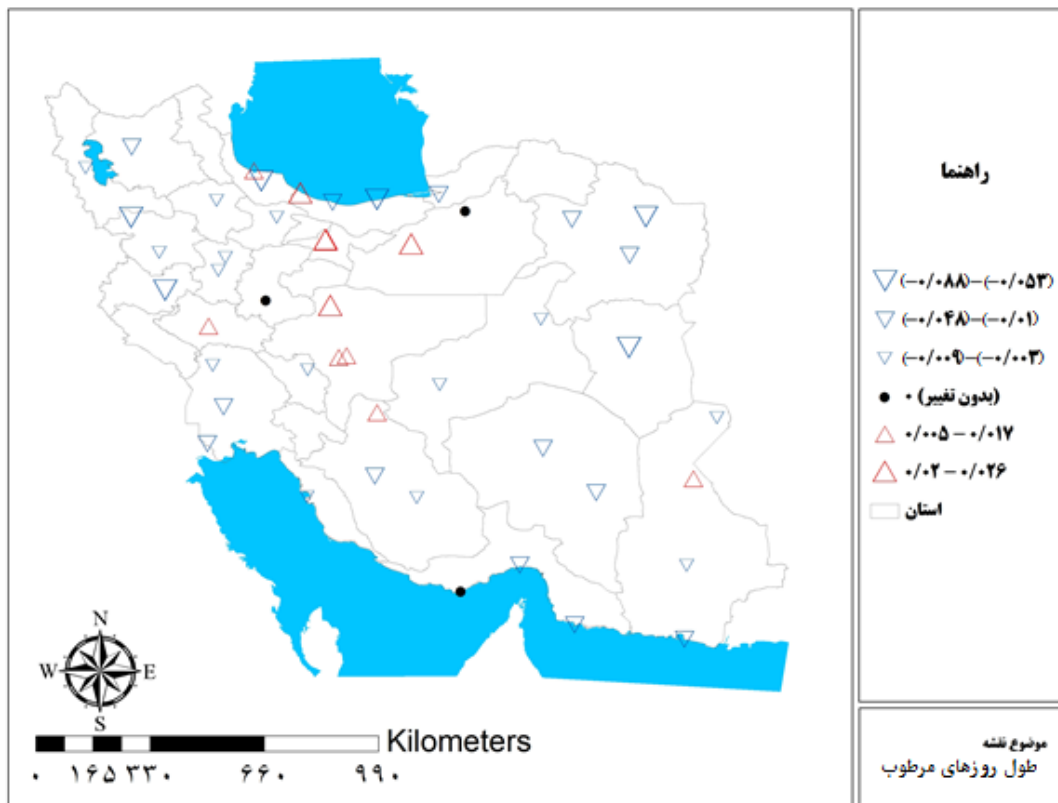 راهنما
(-۰/۰۸۸)-(-۰/۰۵۳)
(-۰/۰۴۸)-(-۰/۰۱)
(-۰/۰۰۹)-(-۰/۰۰۳)
۰ (بدون تغییر)
۰/۰۰۵ - ۰/۰۱۷
۰/۰۲ - ۰/۰۲۶
استان
N
W E
S
Kilometers
۰ ۱۶۵ ۳۳۰ ۶۶۰ ۹۹۰
موضوع نقشه
طول روزهای مرطوب